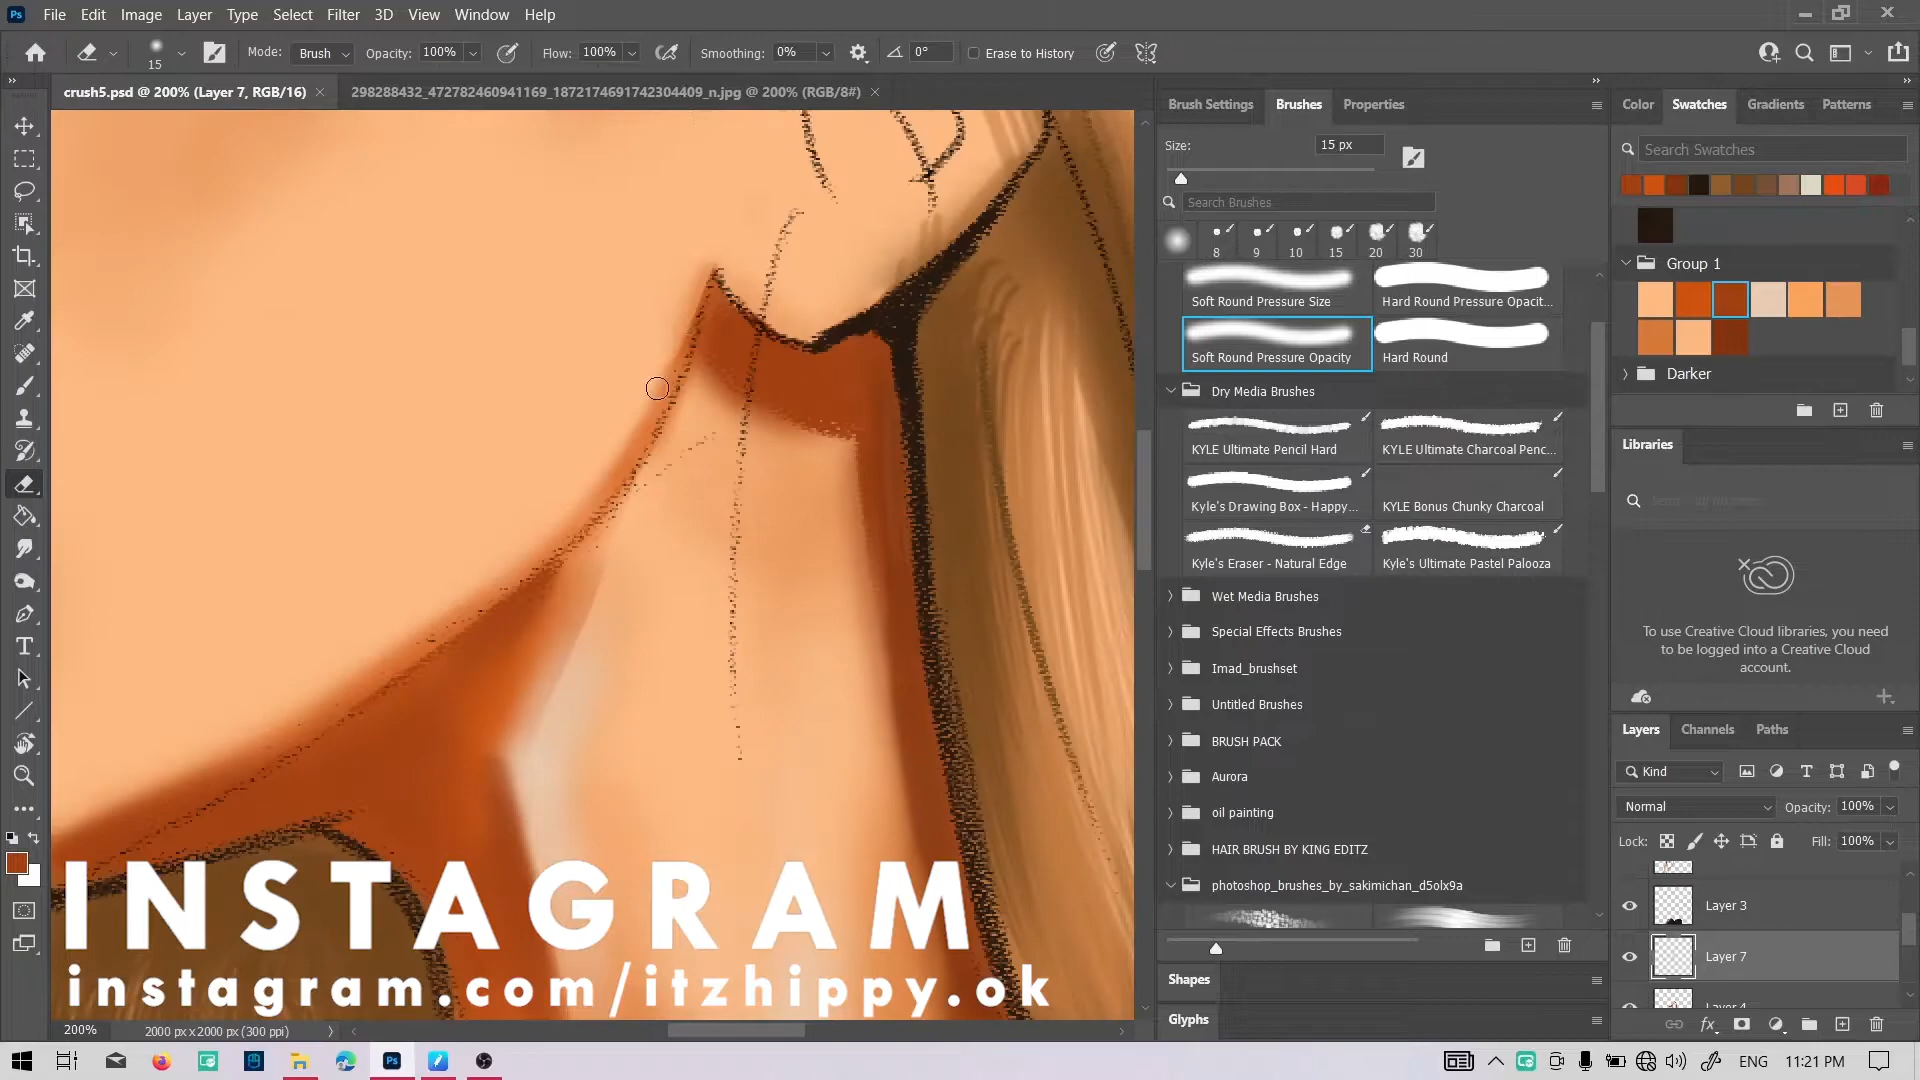 Ps File Edit Image Layer Type Select Filter 3D View Window Help
15 Mode: Brush Opacity: 100% Flow: 100% Smoothing: 0% 0° Erase to History
crush5.psd @ 200% (Layer 7, RGB/16) × 298288432_472782460941169_1872174691742304409_n.jpg @ 200% (RGB/8#) ×
Brush Settings Brushes Properties
Size: 15 px
Search Brushes
8 9 10 15 20 30
Soft Round Pressure Size Hard Round Pressure Opacit...
Soft Round Pressure Opacity Hard Round
Dry Media Brushes
KYLE Ultimate Pencil Hard KYLE Ultimate Charcoal Penc...
Kyle's Drawing Box - Happy... KYLE Bonus Chunky Charcoal
Kyle's Eraser - Natural Edge Kyle's Ultimate Pastel Palooza
Wet Media Brushes
Special Effects Brushes
Imad_brushset
Untitled Brushes
BRUSH PACK
Aurora
oil painting
HAIR BRUSH BY KING EDITZ
photoshop_brushes_by_sakimichan_d5olx9a
Shapes
Glyphs
Color Swatches Gradients Patterns
Search Swatches
Group 1
Darker
Libraries
To use Creative Cloud libraries, you need
to be logged into a Creative Cloud
account.
Layers Channels Paths
Kind
Normal Opacity: 100%
Lock: Fill: 100%
Layer 3
Layer 7
Layer 4
INSTAGRAM
instagram.com/itzhippy.ok
200% 2000 px x 2000 px (300 ppi)
Ps ENG 11:21 PM